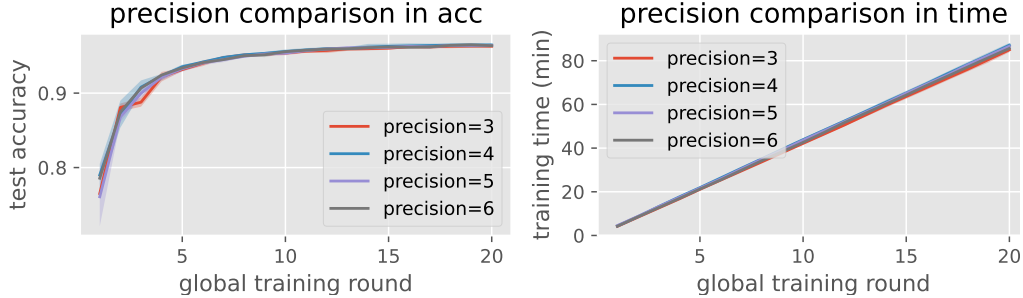 precision comparison in acc
test accuracy
0.9
0.8
precision=3
precision=4
precision=5
precision=6
5
10
15
20
global training round
precision comparison in time
training time (min)
80
60
40
20
0
precision=3
precision=4
precision=5
precision=6
5
10
15
20
global training round